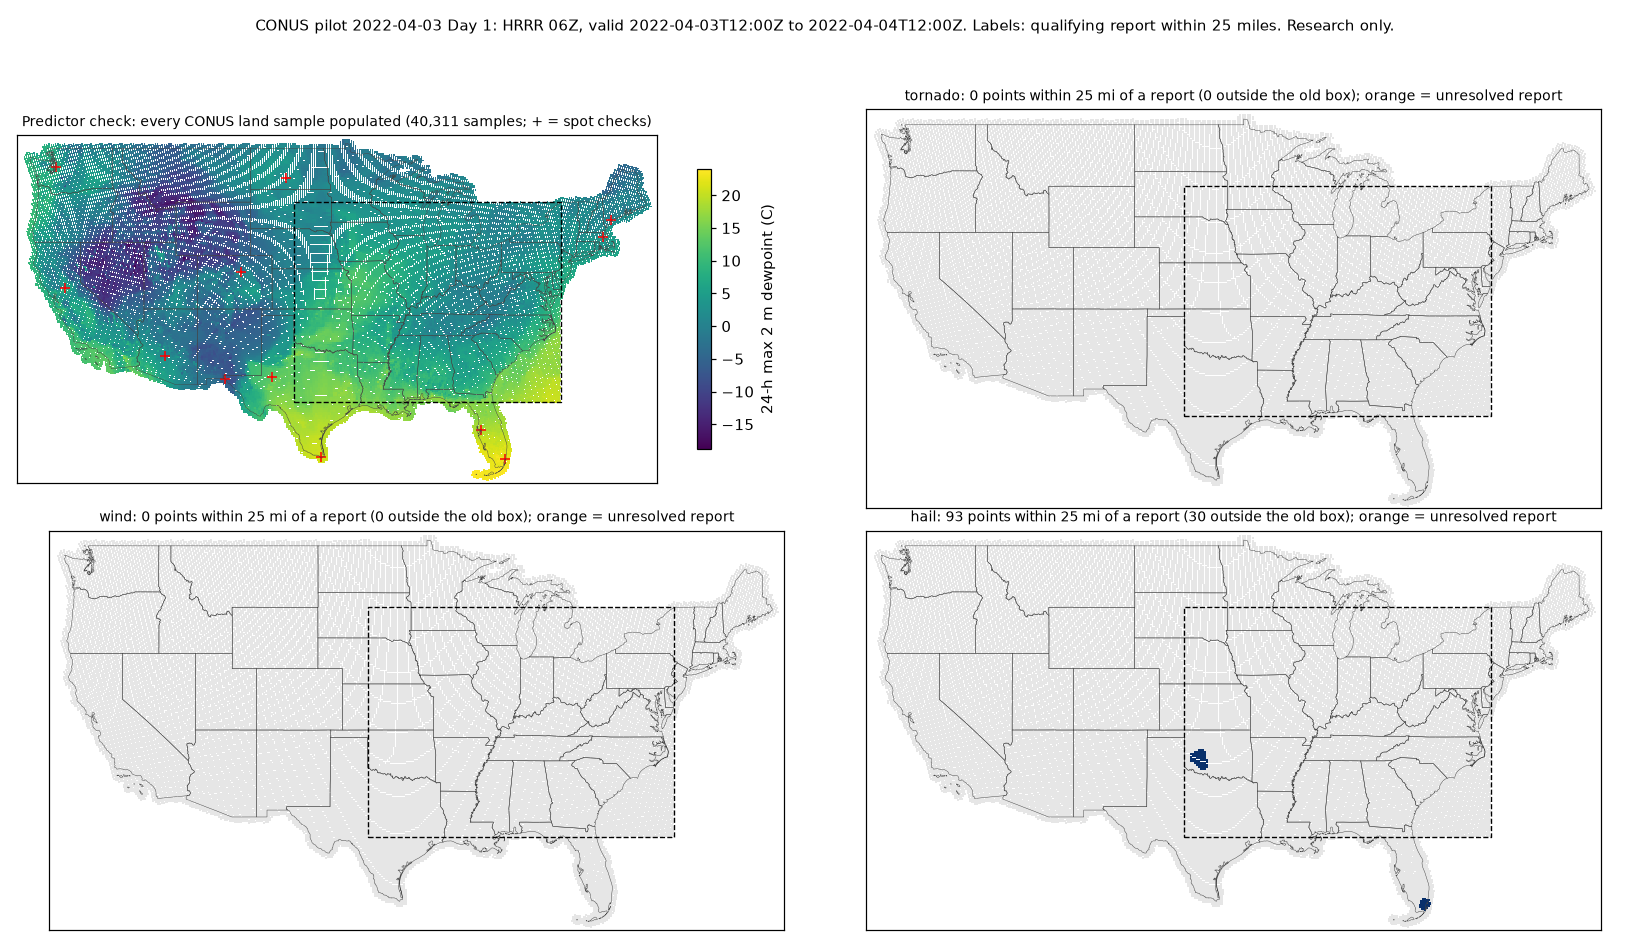 CONUS pilot 2022-04-03 Day 1: HRRR 06Z, valid 2022-04-03T12:00Z to 2022-04-04T12:00Z. Labels: qualifying report within 25 miles. Research only.
Predictor check: every CONUS land sample populated (40,311 samples; + = spot checks)
20
15
10
5
0
−5
−10
−15
24-h max 2 m dewpoint (C)
tornado: 0 points within 25 mi of a report (0 outside the old box); orange = unresolved report
wind: 0 points within 25 mi of a report (0 outside the old box); orange = unresolved report
hail: 93 points within 25 mi of a report (30 outside the old box); orange = unresolved report